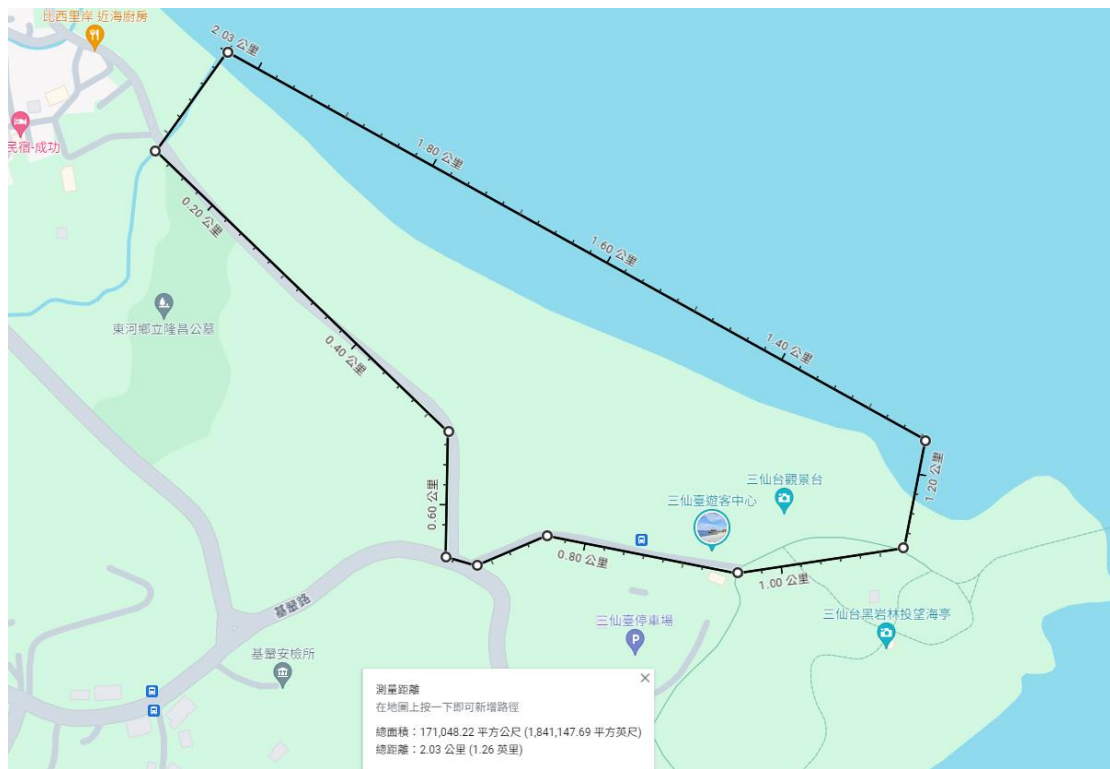 比西里岸 近海廚房
2.03 公里
民宿-成功
1.80 公里
0.20 公里
1.60 公里
東河鄉立隆昌公墓
0.40 公里
1.40 公里
1.20 公里
三仙台觀景台
三仙臺遊客中心
0.60 公里
0.80 公里
1.00 公里
基翬路
三仙臺停車場
三仙台黑岩林投望海亭
基翬安檢所
P
測量距離
在地圖上按一下即可新增路徑
總面積：171,048.22 平方公尺 (1,841,147.69 平方英尺)
總距離：2.03 公里 (1.26 英里)